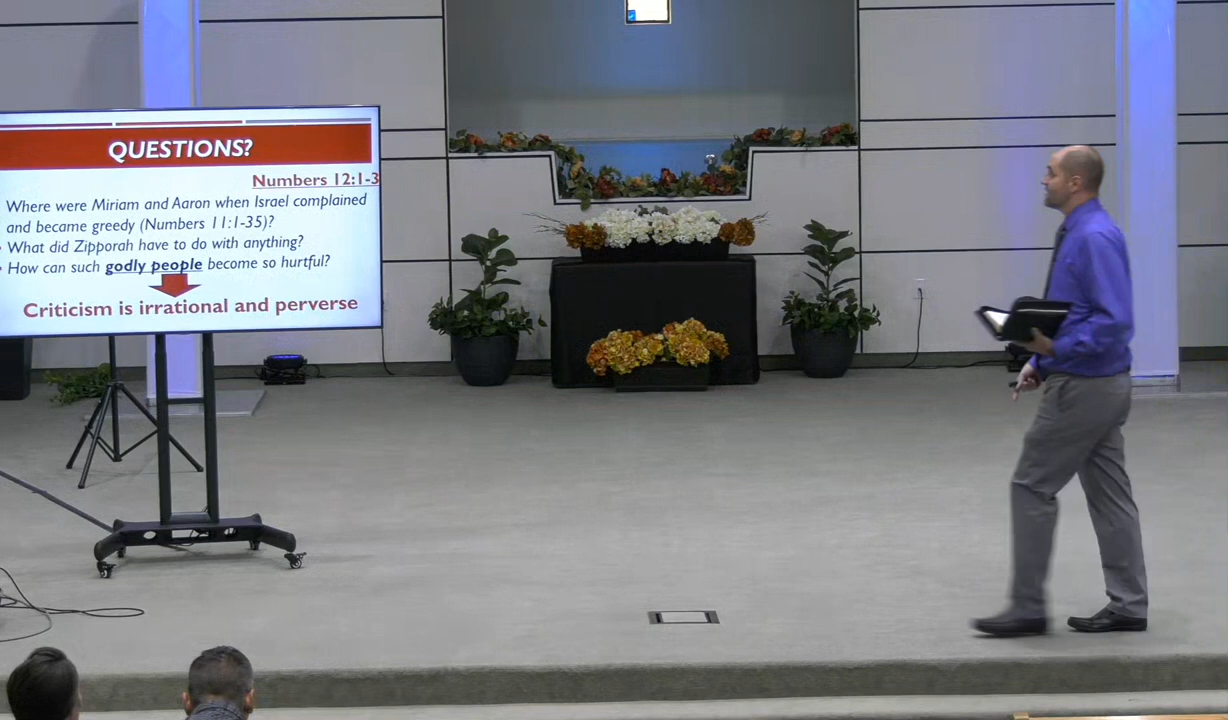 QUESTIONS?
Numbers 12:1-3
Where were Miriam and Aaron when Israel complained
and became greedy (Numbers 11:1-35)?
• What did Zipporah have to do with anything?
• How can such godly people become so hurtful?
Criticism is irrational and perverse